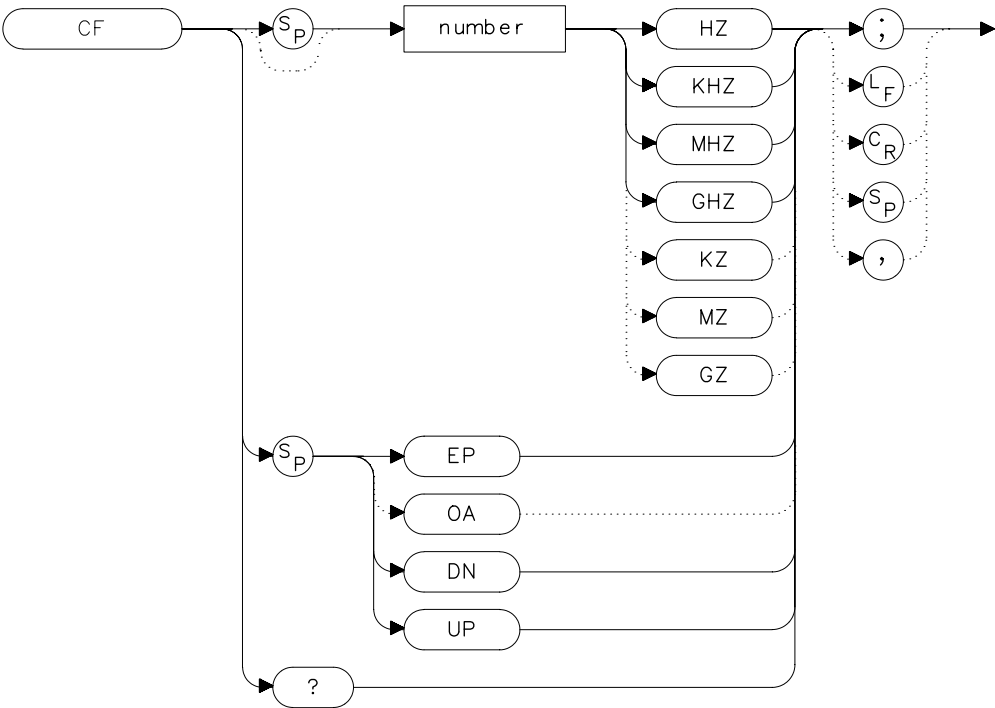 CF SP number HZ ;
KHZ LF
MHZ CR
GHZ SP
KZ ,
MZ
GZ
SP EP
OA
DN
UP
?